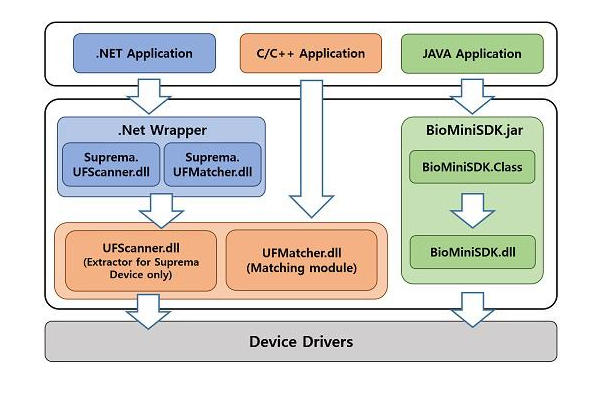 .NET Application
C/C++ Application
JAVA Application
.Net Wrapper
Suprema.
UFScanner.dll
Suprema.
UFMatcher.dll
BioMiniSDK.jar
BioMiniSDK.Class
UFScanner.dll
(Extractor for Suprema
Device only)
UFMatcher.dll
(Matching module)
BioMiniSDK.dll
Device Drivers